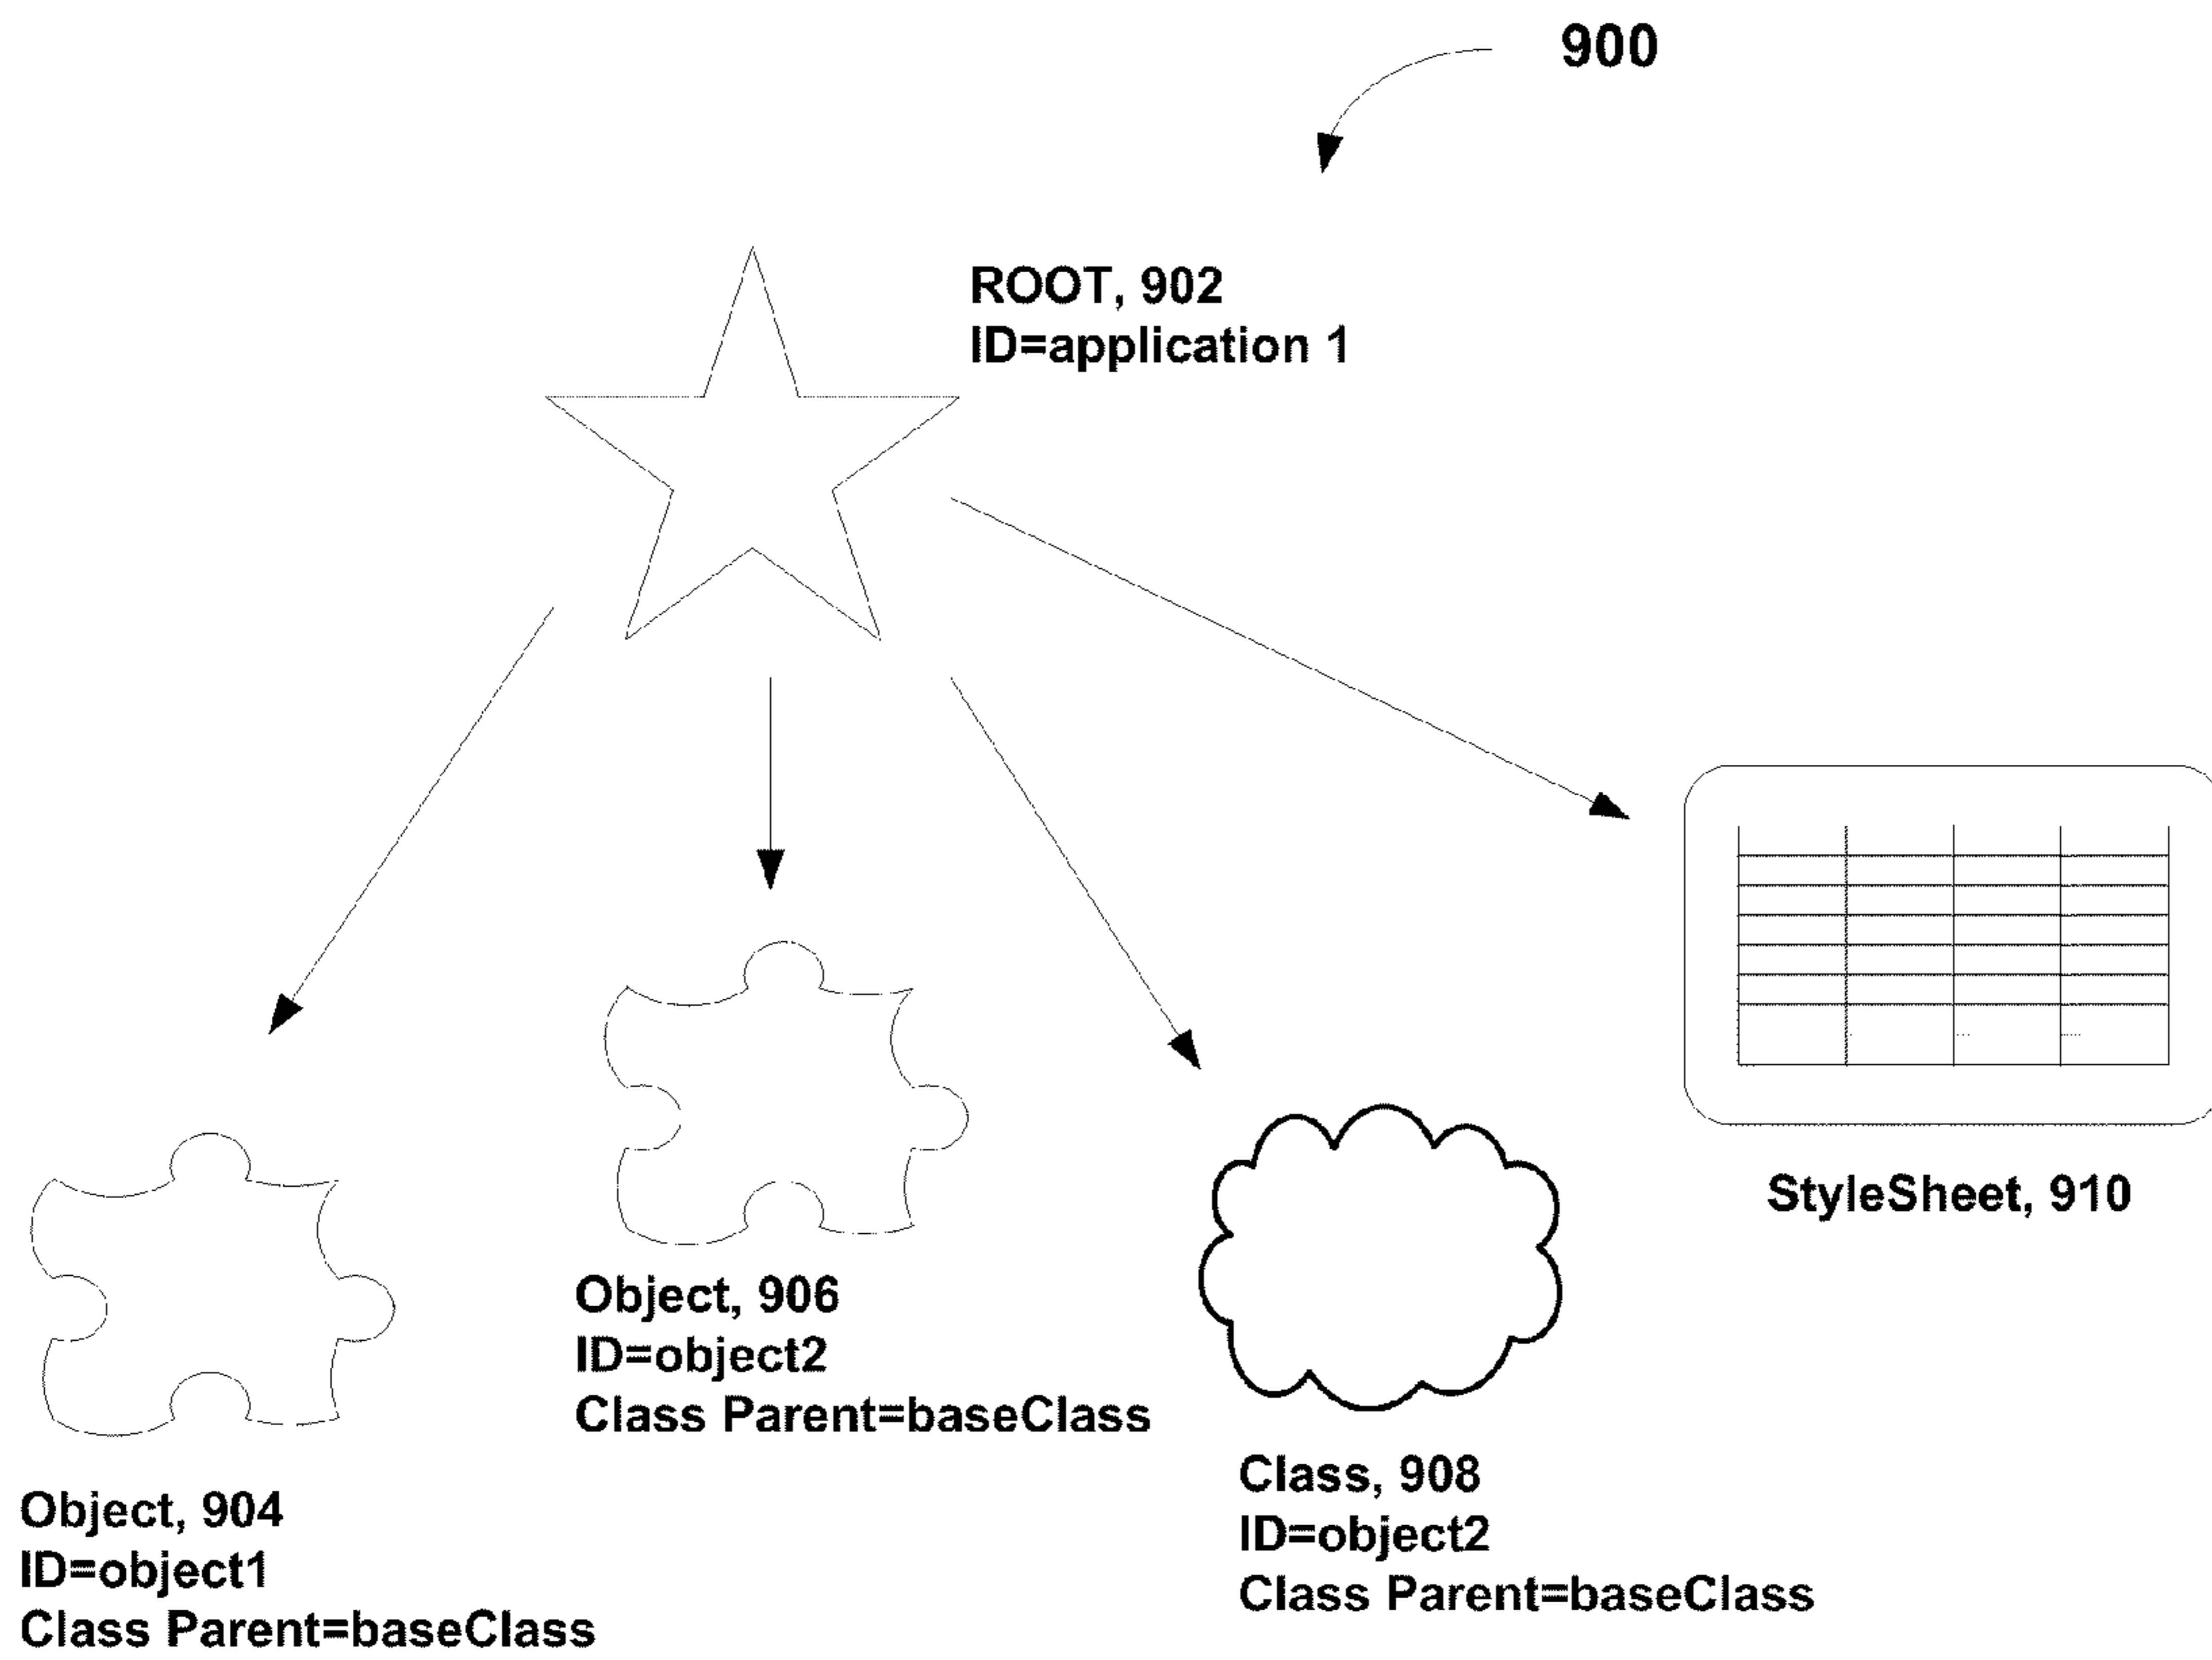 900
ROOT, 902
ID=application 1
StyleSheet, 910
Object, 906
ID=object2
Class Parent=baseClass
Class, 908
ID=object2
Class Parent=baseClass
Object, 904
ID=object1
Class Parent=baseClass